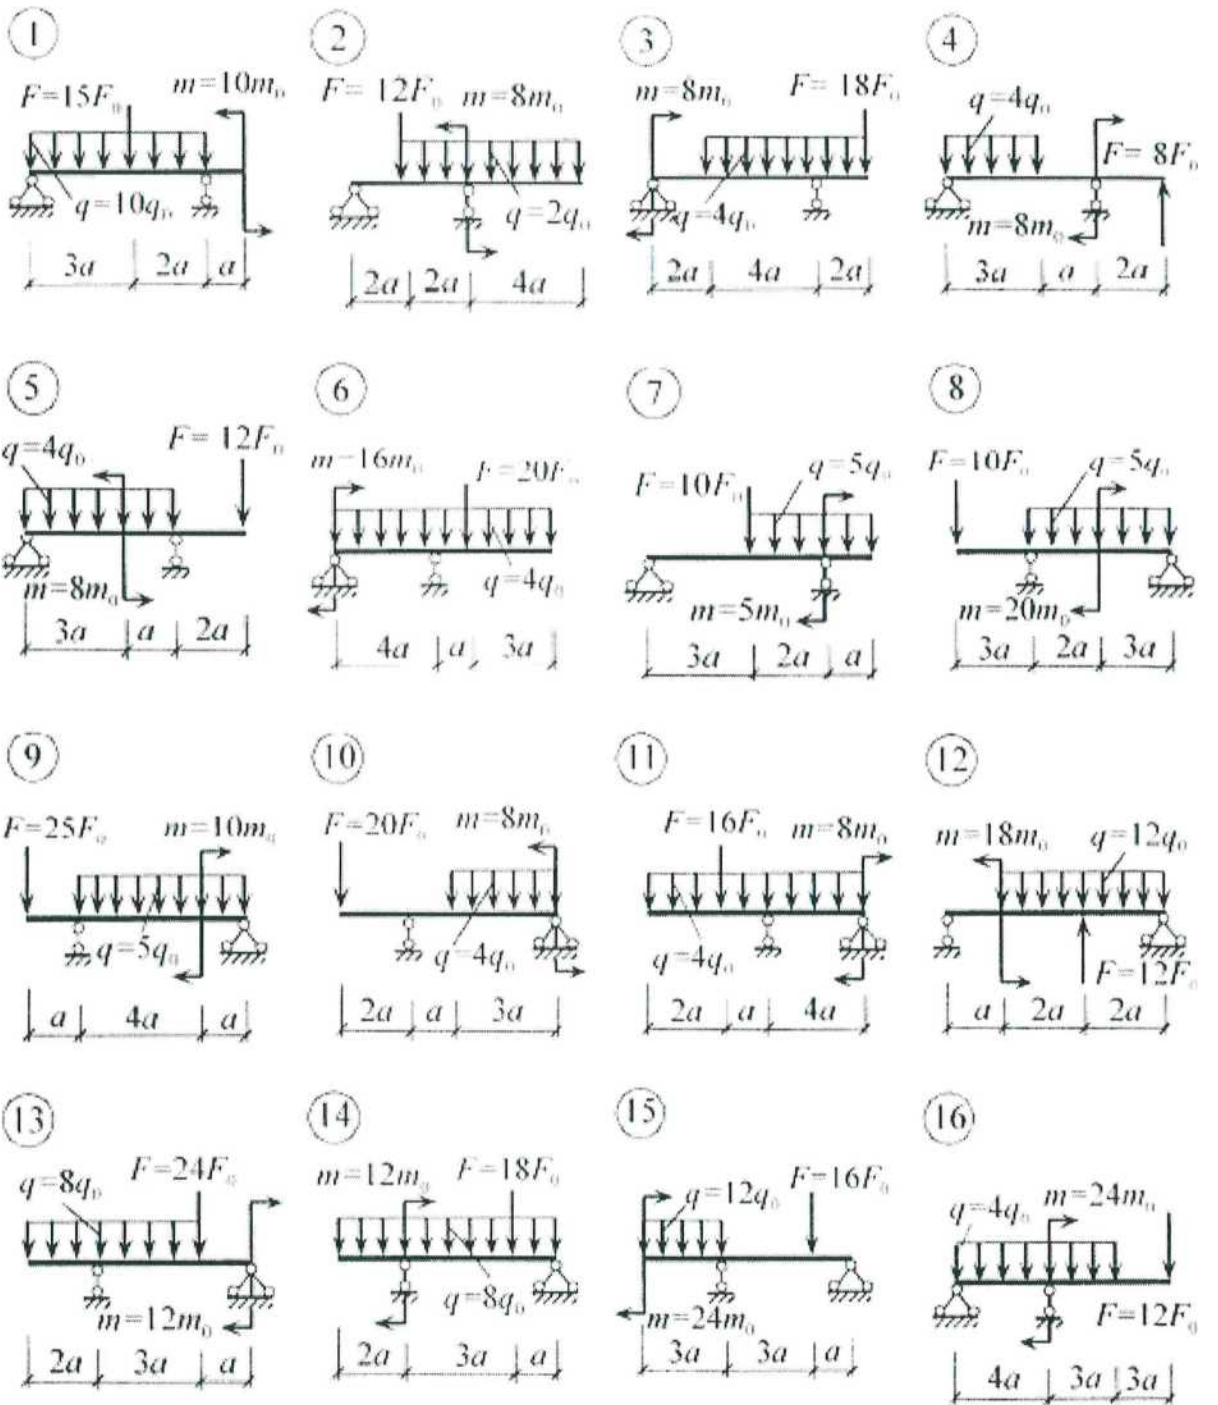 1
m=10m₀
F=15F₀
q=10q₀
3a 2a a
2
F= 12F₀ m=8m₀
q=2q₀
2a 2a 4a
3
m=8m₀ F=18F₀
q=4q₀
2a 4a 2a
4
q=4q₀
F= 8F₀
m=8m₀
3a a 2a
5
q=4q₀ F= 12F₀
m=8m₀
3a a 2a
6
m=16m₀ F=20F₀
q=4q₀
4a a 3a
7
q=5q₀
F=10F₀
m=5m₀
3a 2a a
8
F=10F₀ q=5q₀
m=20m₀
3a 2a 3a
9
F=25F₀ m=10m₀
q=5q₀
a 4a a
10
F=20F₀ m=8m₀
q=4q₀
2a a 3a
11
F=16F₀ m=8m₀
q=4q₀
2a a 4a
12
m=18m₀ q=12q₀
F=12F₀
a 2a 2a
13
q=8q₀ F=24F₀
m=12m₀
2a 3a a
14
m=12m₀ F=18F₀
q=8q₀
2a 3a a
15
q=12q₀ F=16F₀
m=24m₀
3a 3a a
16
q=4q₀ m=24m₀
F=12F₀
4a 3a 3a